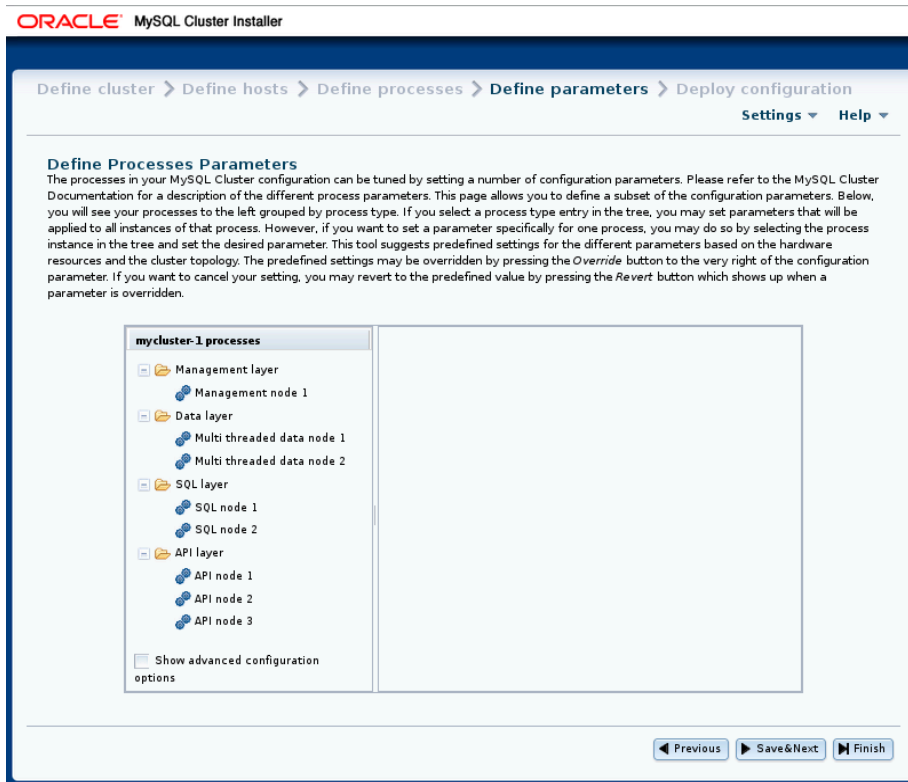 ORACLE MySQL Cluster Installer
Define cluster > Define hosts > Define processes > Define parameters > Deploy configuration
Settings Help
Define Processes Parameters
The processes in your MySQL Cluster configuration can be tuned by setting a number of configuration parameters. Please refer to the MySQL Cluster
Documentation for a description of the different process parameters. This page allows you to define a subset of the configuration parameters. Below,
you will see your processes to the left grouped by process type. If you select a process type entry in the tree, you may set parameters that will be
applied to all instances of that process. However, if you want to set a parameter specifically for one process, you may do so by selecting the process
instance in the tree and set the desired parameter. This tool suggests predefined settings for the different parameters based on the hardware
resources and the cluster topology. The predefined settings may be overridden by pressing the Override button to the very right of the configuration
parameter. If you want to cancel your setting, you may revert to the predefined value by pressing the Revert button which shows up when a
parameter is overridden.
mycluster-1 processes
Management layer
Management node 1
Data layer
Multi threaded data node 1
Multi threaded data node 2
SQL layer
SQL node 1
SQL node 2
API layer
API node 1
API node 2
API node 3
Show advanced configuration
options
Previous Save&Next Finish